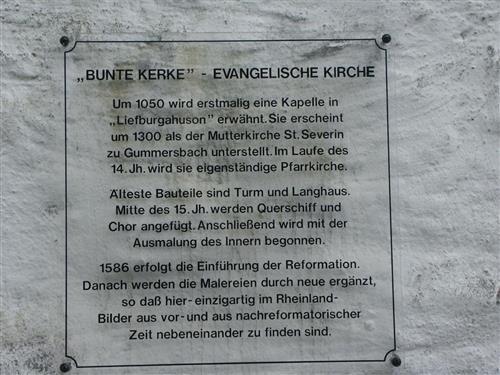 „BUNTE KERKE” - EVANGELISCHE KIRCHE
Um 1050 wird erstmalig eine Kapelle in
„Liefburgahuson” erwähnt. Sie erscheint
um 1300 als der Mutterkirche St. Severin
zu Gummersbach unterstellt. Im Laufe des
14. Jh. wird sie eigenständige Pfarrkirche.
Älteste Bauteile sind Turm und Langhaus.
Mitte des 15. Jh. werden Querschiff und
Chor angefügt. Anschließend wird mit der
Ausmalung des Innern begonnen.
1586 erfolgt die Einführung der Reformation.
Danach werden die Malereien durch neue ergänzt,
so daß hier - einzigartig im Rheinland -
Bilder aus vor- und aus nachreformatorischer
Zeit nebeneinander zu finden sind.